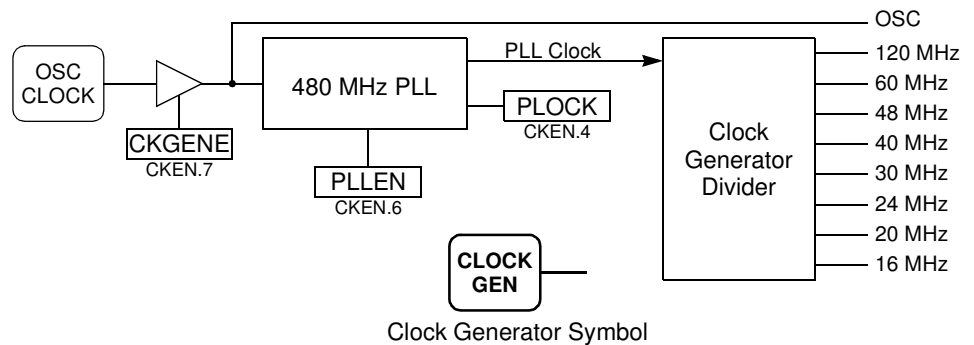 OSC
OSC
CLOCK
480 MHz PLL
PLL Clock
PLOCK
CKEN.4
CKGENE
CKEN.7
PLLEN
CKEN.6
Clock
Generator
Divider
120 MHz
60 MHz
48 MHz
40 MHz
30 MHz
24 MHz
20 MHz
16 MHz
CLOCK
GEN
Clock Generator Symbol